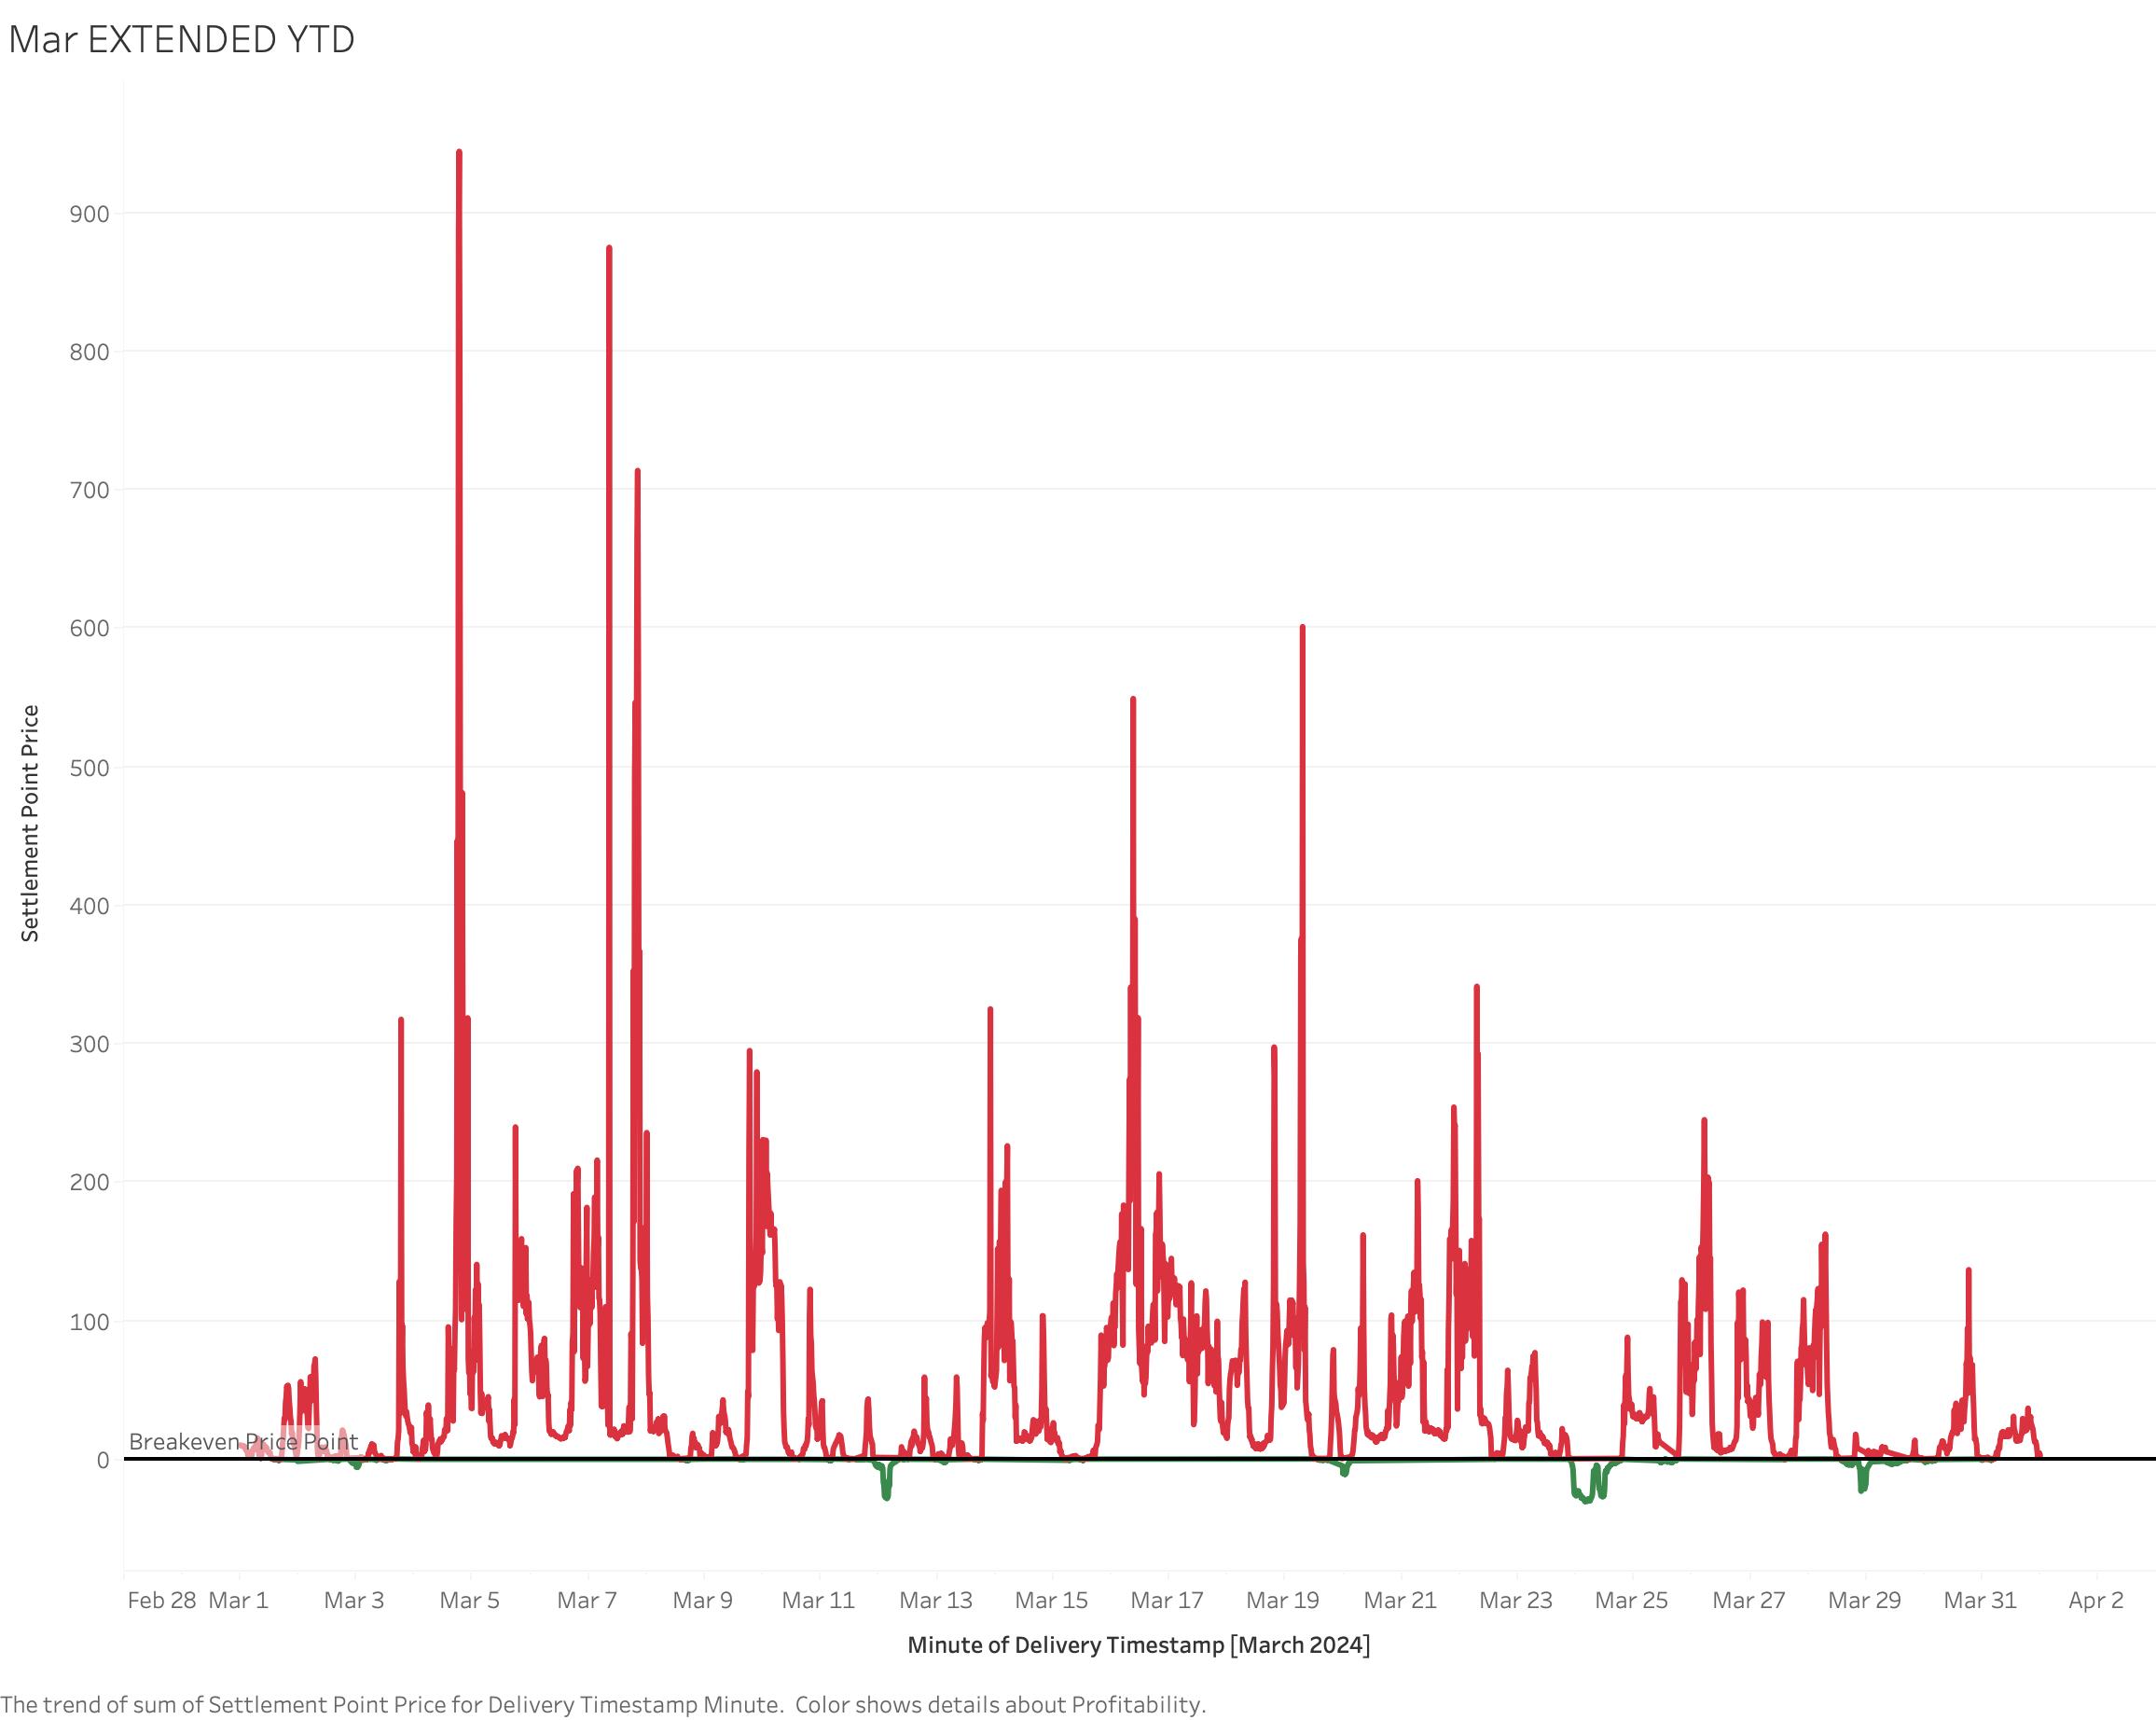 Mar EXTENDED YTD
900
800
700
600
500
400
300
200
100
0
Settlement Point Price
Breakeven Price Point
Feb 28 Mar 1 Mar 3 Mar 5 Mar 7 Mar 9 Mar 11 Mar 13 Mar 15 Mar 17 Mar 19 Mar 21 Mar 23 Mar 25 Mar 27 Mar 29 Mar 31 Apr 2
Minute of Delivery Timestamp [March 2024]
The trend of sum of Settlement Point Price for Delivery Timestamp Minute. Color shows details about Profitability.